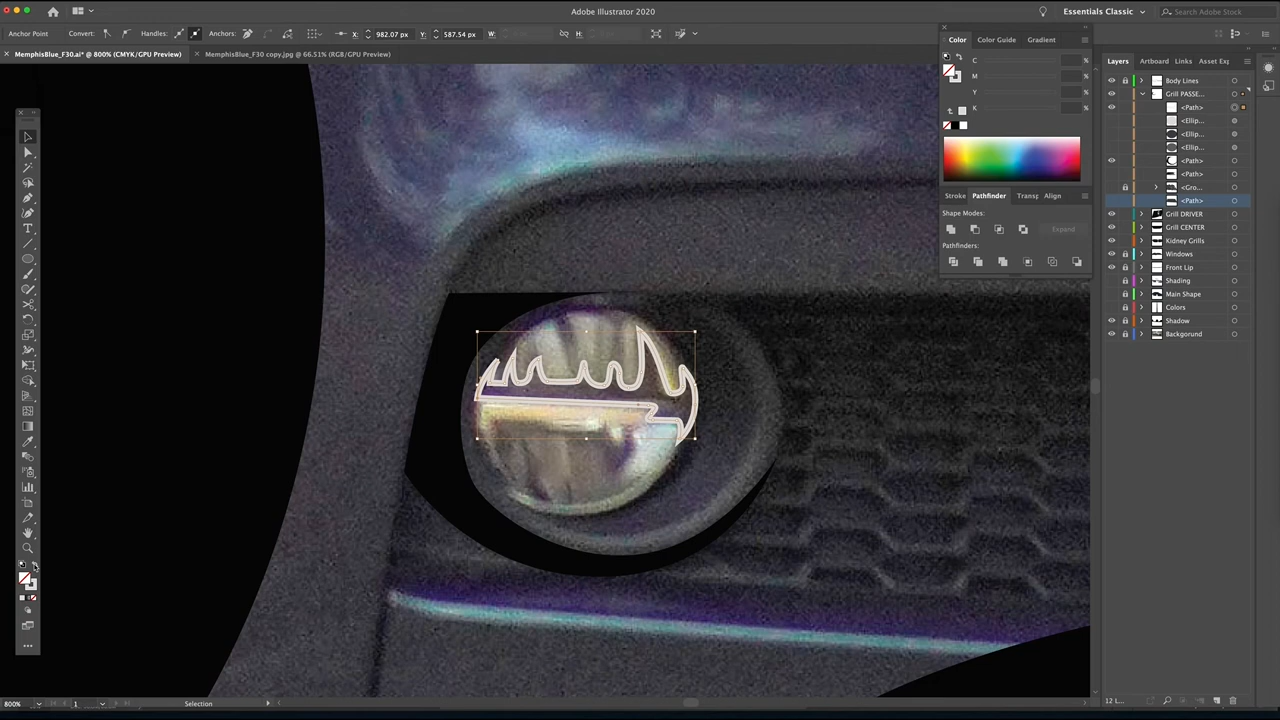 Adobe Illustrator 2020
Essentials Classic
Search Adobe Stock
Anchor Point
Convert:
Handles:
Anchors:
X:
982.07 px
Y:
587.54 px
W:
H:
MemphisBlue_F30.ai* @ 800% (CMYK/GPU Preview)
MemphisBlue_F30 copy.jpg @ 66.51% (RGB/GPU Preview)
Color
Color Guide
Gradient
C
%
M
%
Y
%
K
%
Stroke
Pathfinder
Transp
Align
Shape Modes:
Expand
Pathfinders:
Layers
Artboard
Links
Asset Exp
Body Lines
Grill PASSE...
<Path>
<Ellip...
<Ellip...
<Ellip...
<Path>
<Path>
<Gro...
<Path>
Grill DRIVER
Grill CENTER
Kidney Grills
Windows
Front Lip
Shading
Main Shape
Colors
Shadow
Background
12 L...
800%
1
Selection